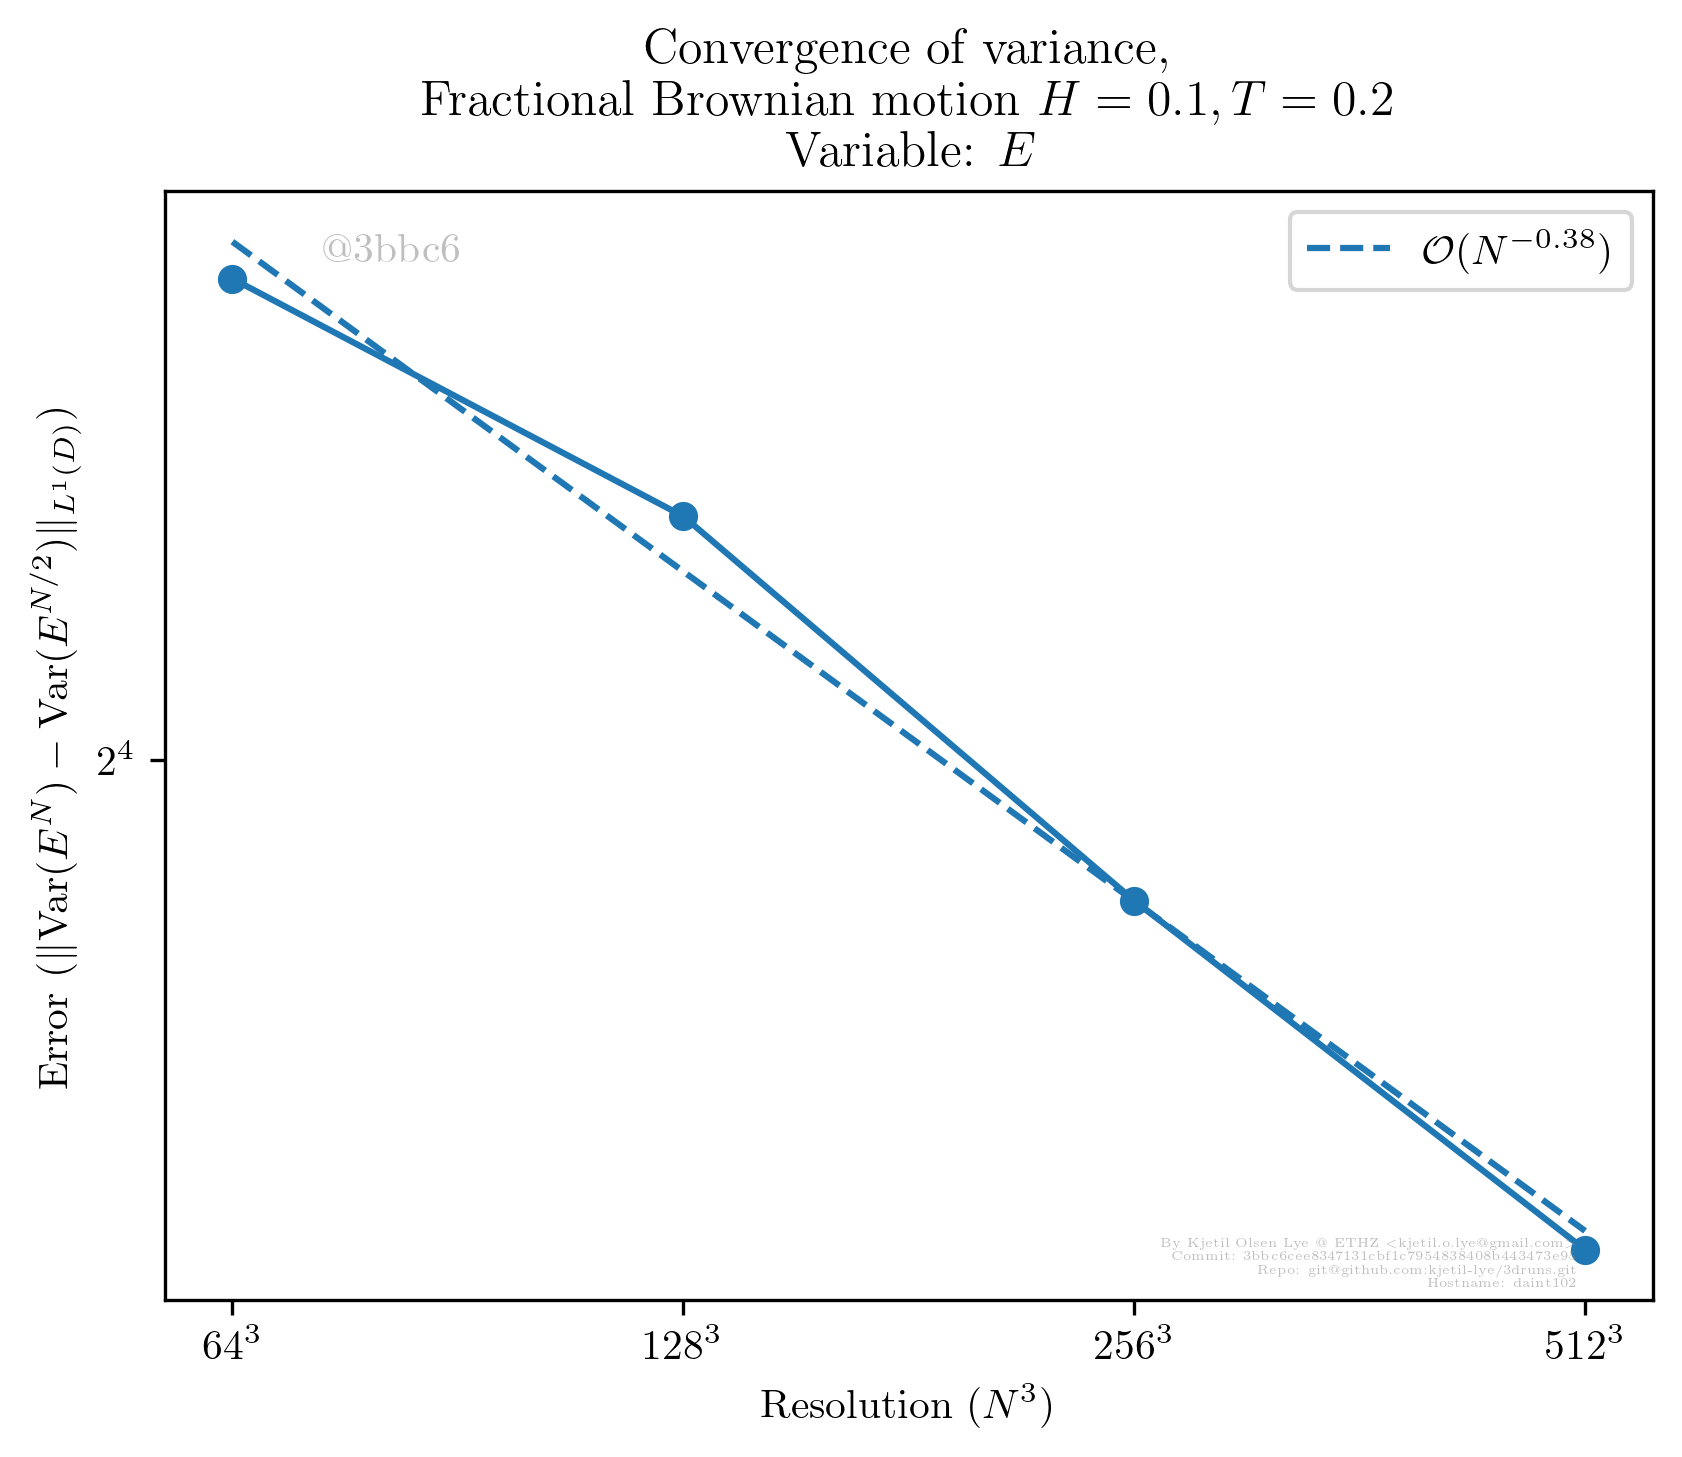 Convergence of variance,
Fractional Brownian motion H = 0.1, T = 0.2
Variable: E
@3bbc6
O(N^{-0.38})
Error (‖Var(E^N) − Var(E^{N/2})‖_{L^1(D)})
2^4
By Kjetil Olsen Lye @ ETHZ <kjetil.o.lye@gmail.com
Commit:
Repo: git@github.com:kjetil-lye/3druns.git
Hostname: daint102
64^3 128^3 256^3 512^3
Resolution (N^3)